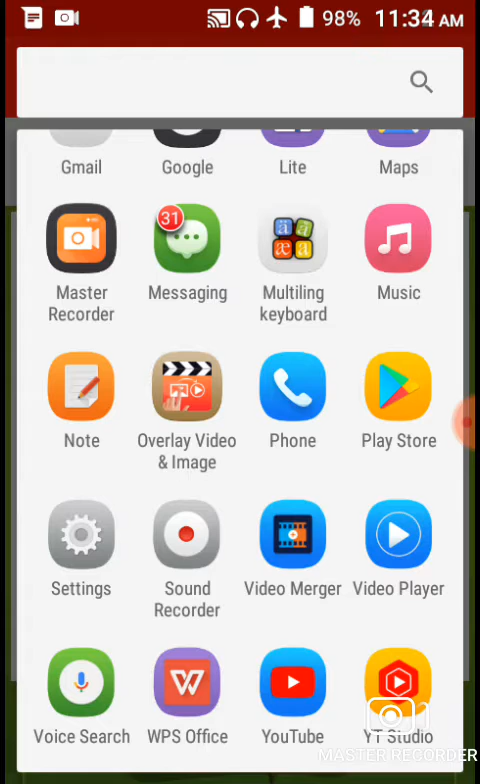 98% 11:34 AM
Gmail Google Lite Maps
31
Master Recorder
Messaging
Multiling keyboard
Music
Note
Overlay Video & Image
Phone
Play Store
Settings
Sound Recorder
Video Merger
Video Player
Voice Search
WPS Office
YouTube
YT Studio
MASTER RECORDER